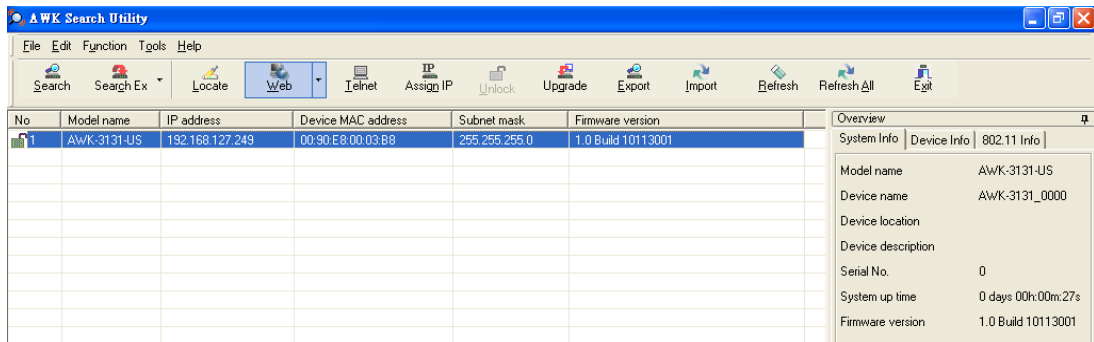 AWK Search Utility
File Edit Function Tools Help
Search Search Ex Locate Web Telnet IP Assign IP Unlock Upgrade Export Import Refresh Refresh All Exit
No Model name IP address Device MAC address Subnet mask Firmware version
1 AWK-3131-US 192.168.127.249 00:90:E8:00:03:B8 255.255.255.0 1.0 Build 10113001
Overview
System Info Device Info 802.11 Info
Model name AWK-3131-US
Device name AWK-3131_0000
Device location
Device description
Serial No. 0
System up time 0 days 00h:00m:27s
Firmware version 1.0 Build 10113001